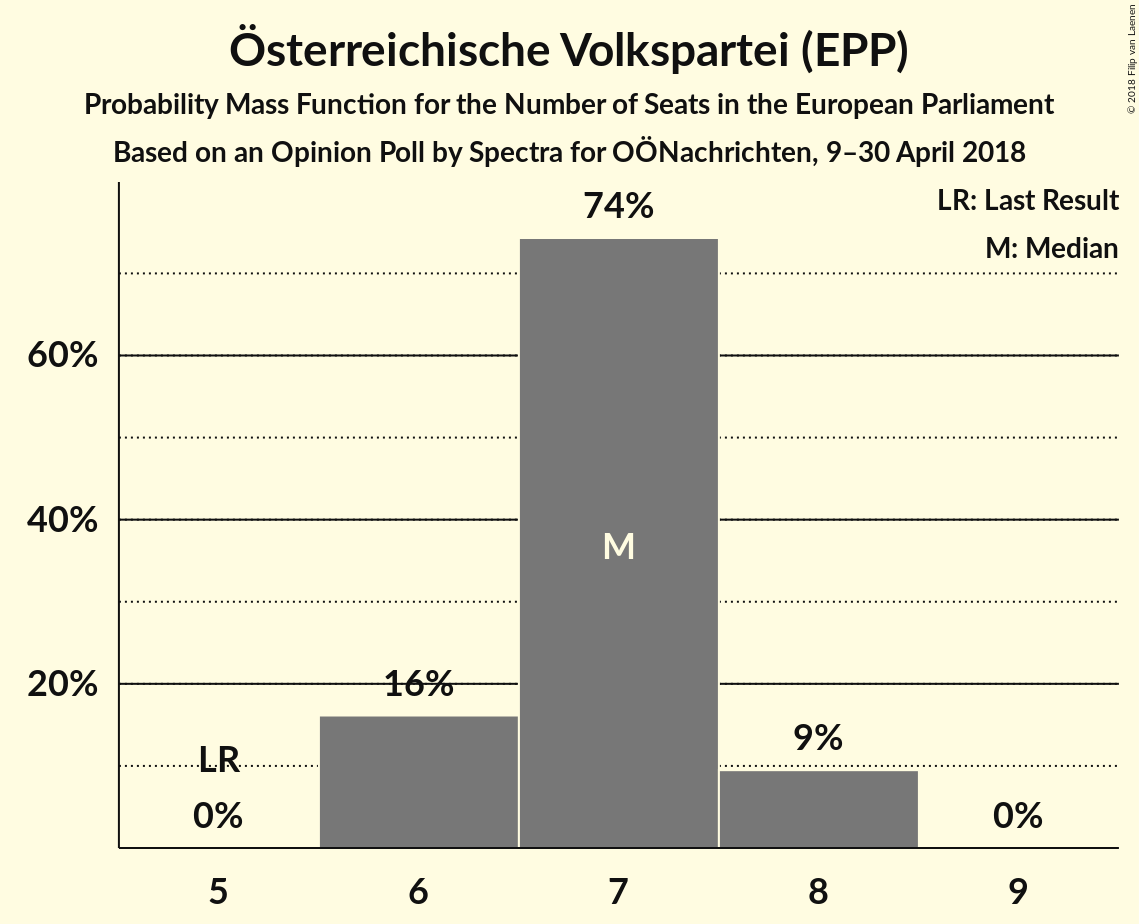 Österreichische Volkspartei (EPP)
Probability Mass Function for the Number of Seats in the European Parliament
Based on an Opinion Poll by Spectra for OÖNachrichten, 9–30 April 2018
© 2018 Filip van Laenen
LR: Last Result
M: Median
74%
60%
40%
M
20%
16%
9%
LR
0%
0%
5 6 7 8 9